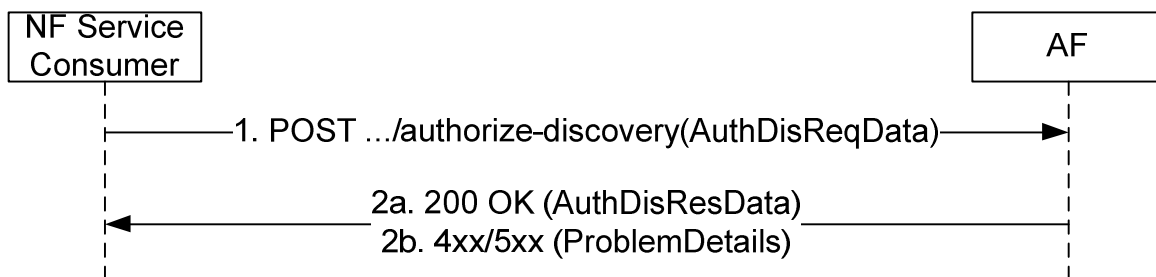 NF Service
Consumer
AF
1. POST .../authorize-discovery(AuthDisReqData)
2a. 200 OK (AuthDisResData)
2b. 4xx/5xx (ProblemDetails)